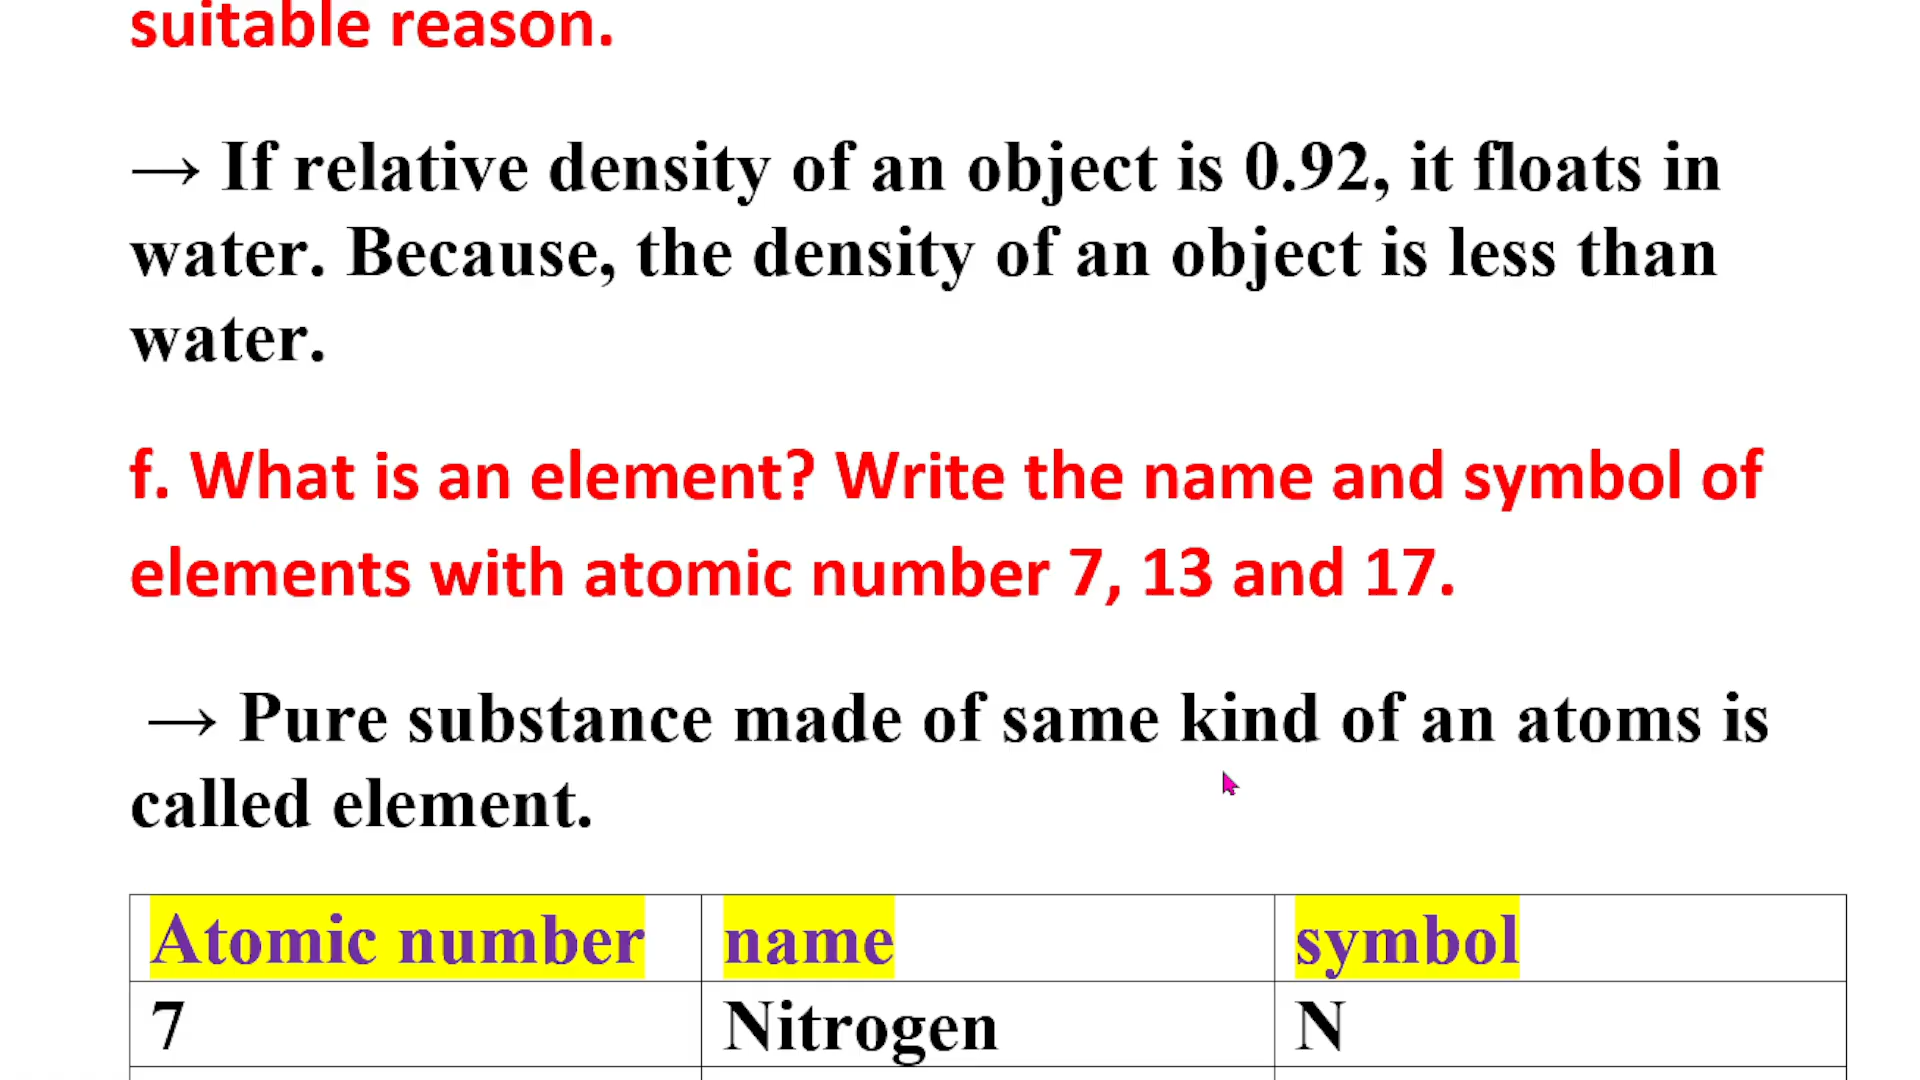 suitable reason.
→ If relative density of an object is 0.92, it floats in
water. Because, the density of an object is less than
water.
f. What is an element? Write the name and symbol of
elements with atomic number 7, 13 and 17.
→ Pure substance made of same kind of an atoms is
called element.
Atomic number name symbol
7 Nitrogen N